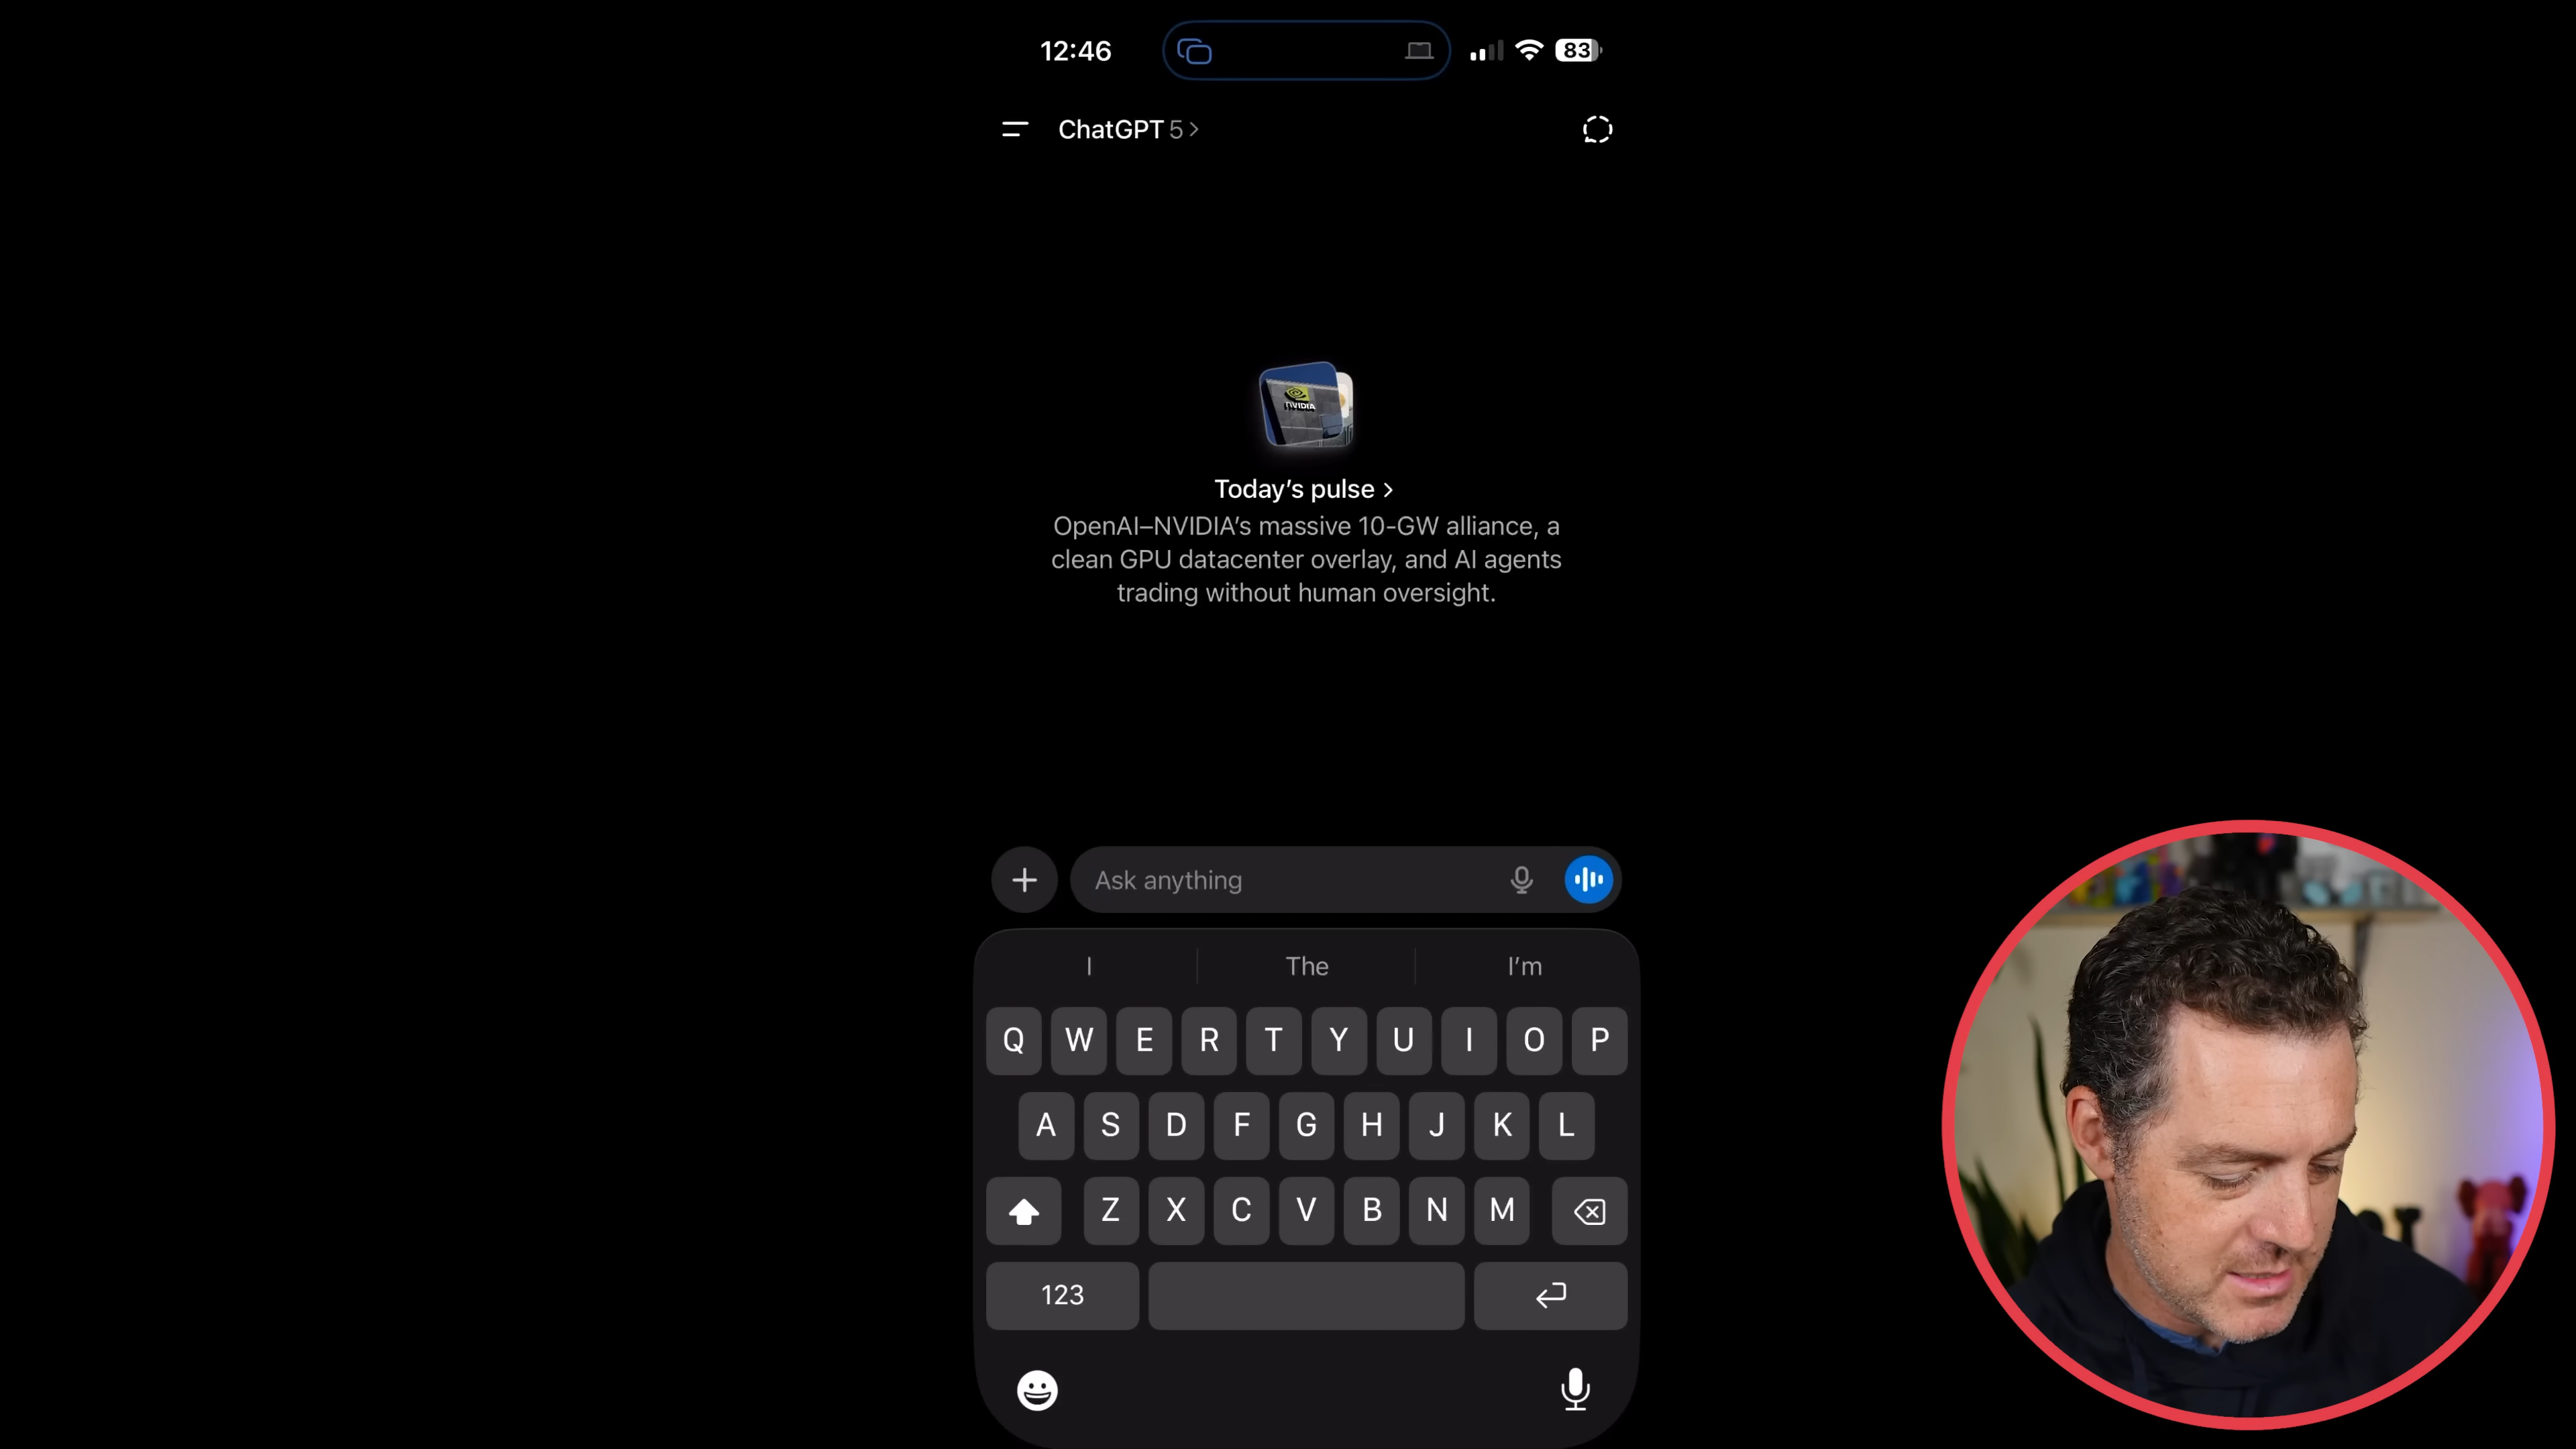 12:46
83
ChatGPT 5 >
NVIDIA
Today's pulse >
OpenAI–NVIDIA's massive 10-GW alliance, a
clean GPU datacenter overlay, and AI agents
trading without human oversight.
Ask anything
I The I'm
Q W E R T Y U I O P
A S D F G H J K L
Z X C V B N M
123